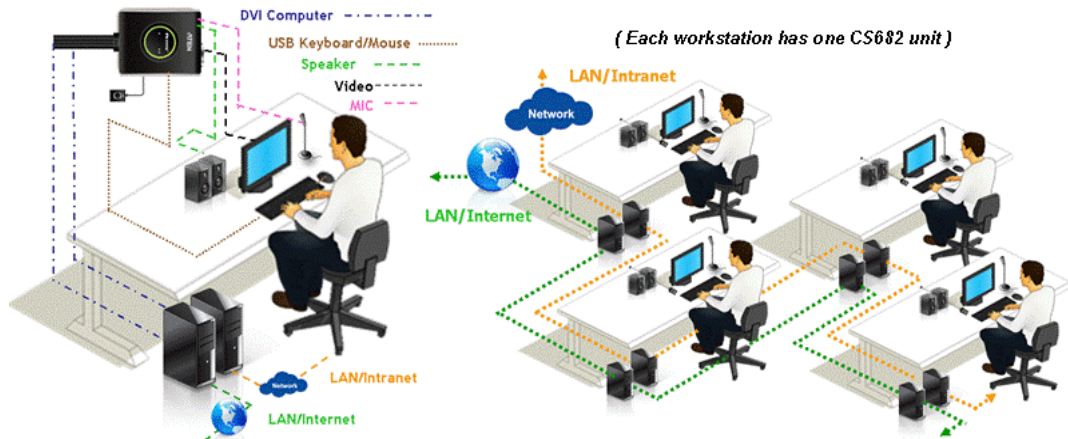 DVI Computer
USB Keyboard/Mouse
Speaker
Video
MIC
ATEN
LAN/Intranet
Network
LAN/Internet
( Each workstation has one CS682 unit )
LAN/Intranet
Network
LAN/Internet